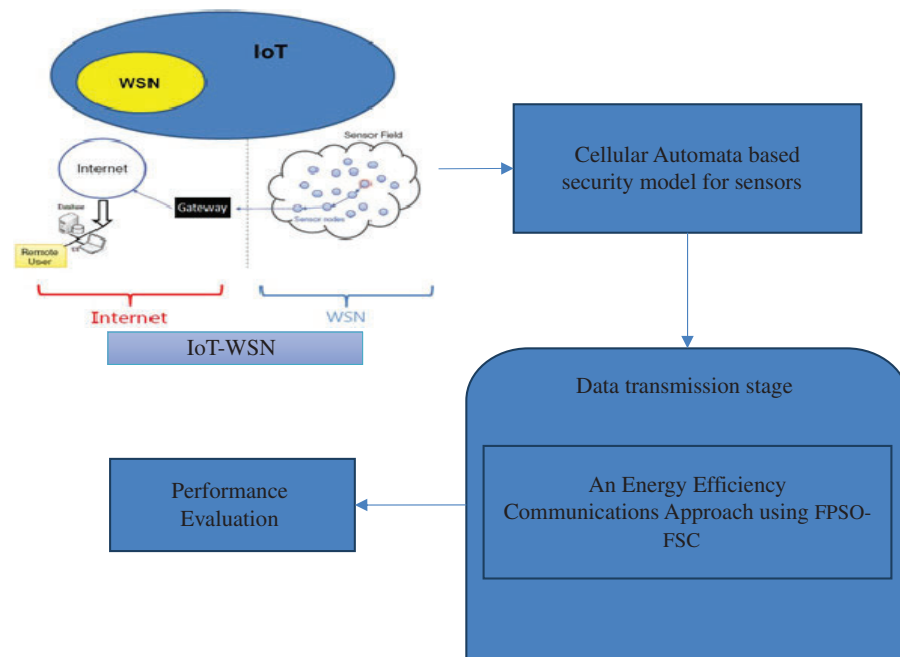 IoT
WSN
Sensor Field
Internet
Gateway
Sensor nodes
Remote
User
Internet
WSN
IoT-WSN
Cellular Automata based
security model for sensors
Data transmission stage
An Energy Efficiency
Communications Approach using FPSO-
FSC
Performance
Evaluation